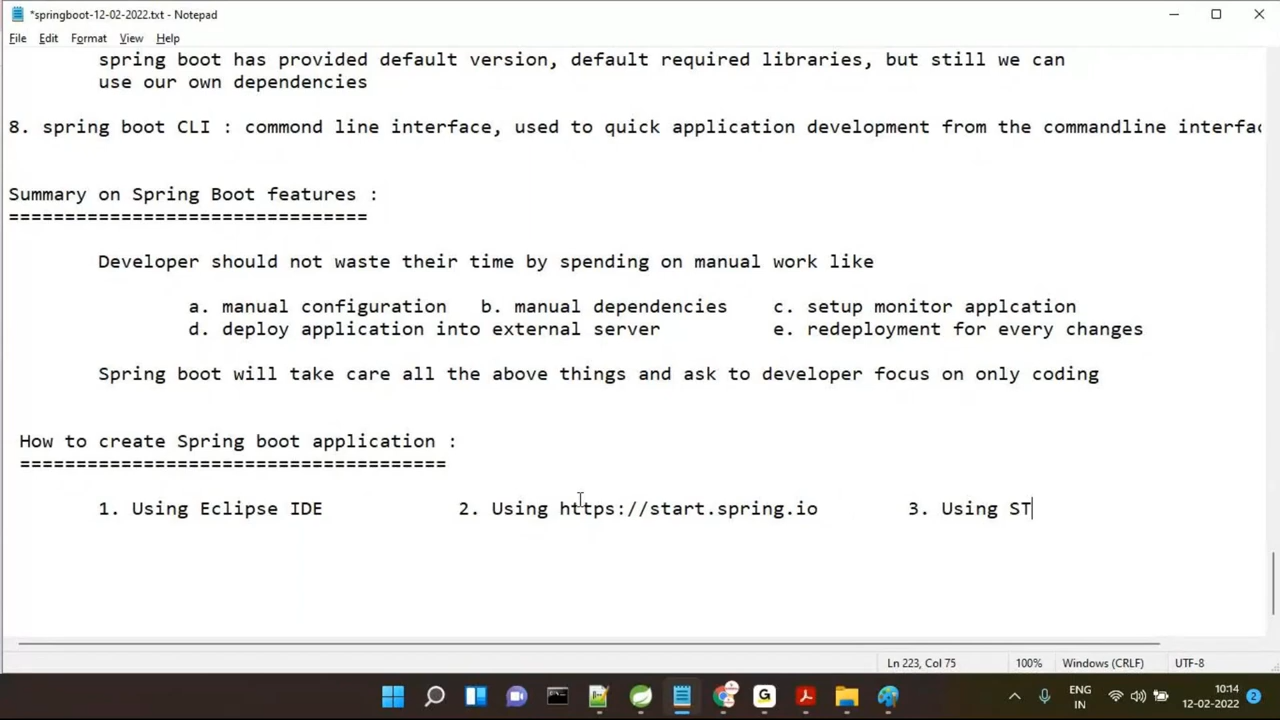 *springboot-12-02-2022.txt - Notepad
File Edit Format View Help
spring boot has provided default version, default required libraries, but still we can
use our own dependencies
8. spring boot CLI : commond line interface, used to quick application development from the commandline interfac
Summary on Spring Boot features :
================================
Developer should not waste their time by spending on manual work like
a. manual configuration b. manual dependencies c. setup monitor applcation
d. deploy application into external server e. redeployment for every changes
Spring boot will take care all the above things and ask to developer focus on only coding
How to create Spring boot application :
======================================
1. Using Eclipse IDE 2. Using https://start.spring.io 3. Using ST
Ln 223, Col 75 100% Windows (CRLF) UTF-8
G
ENG
IN
10:14
12-02-2022
2